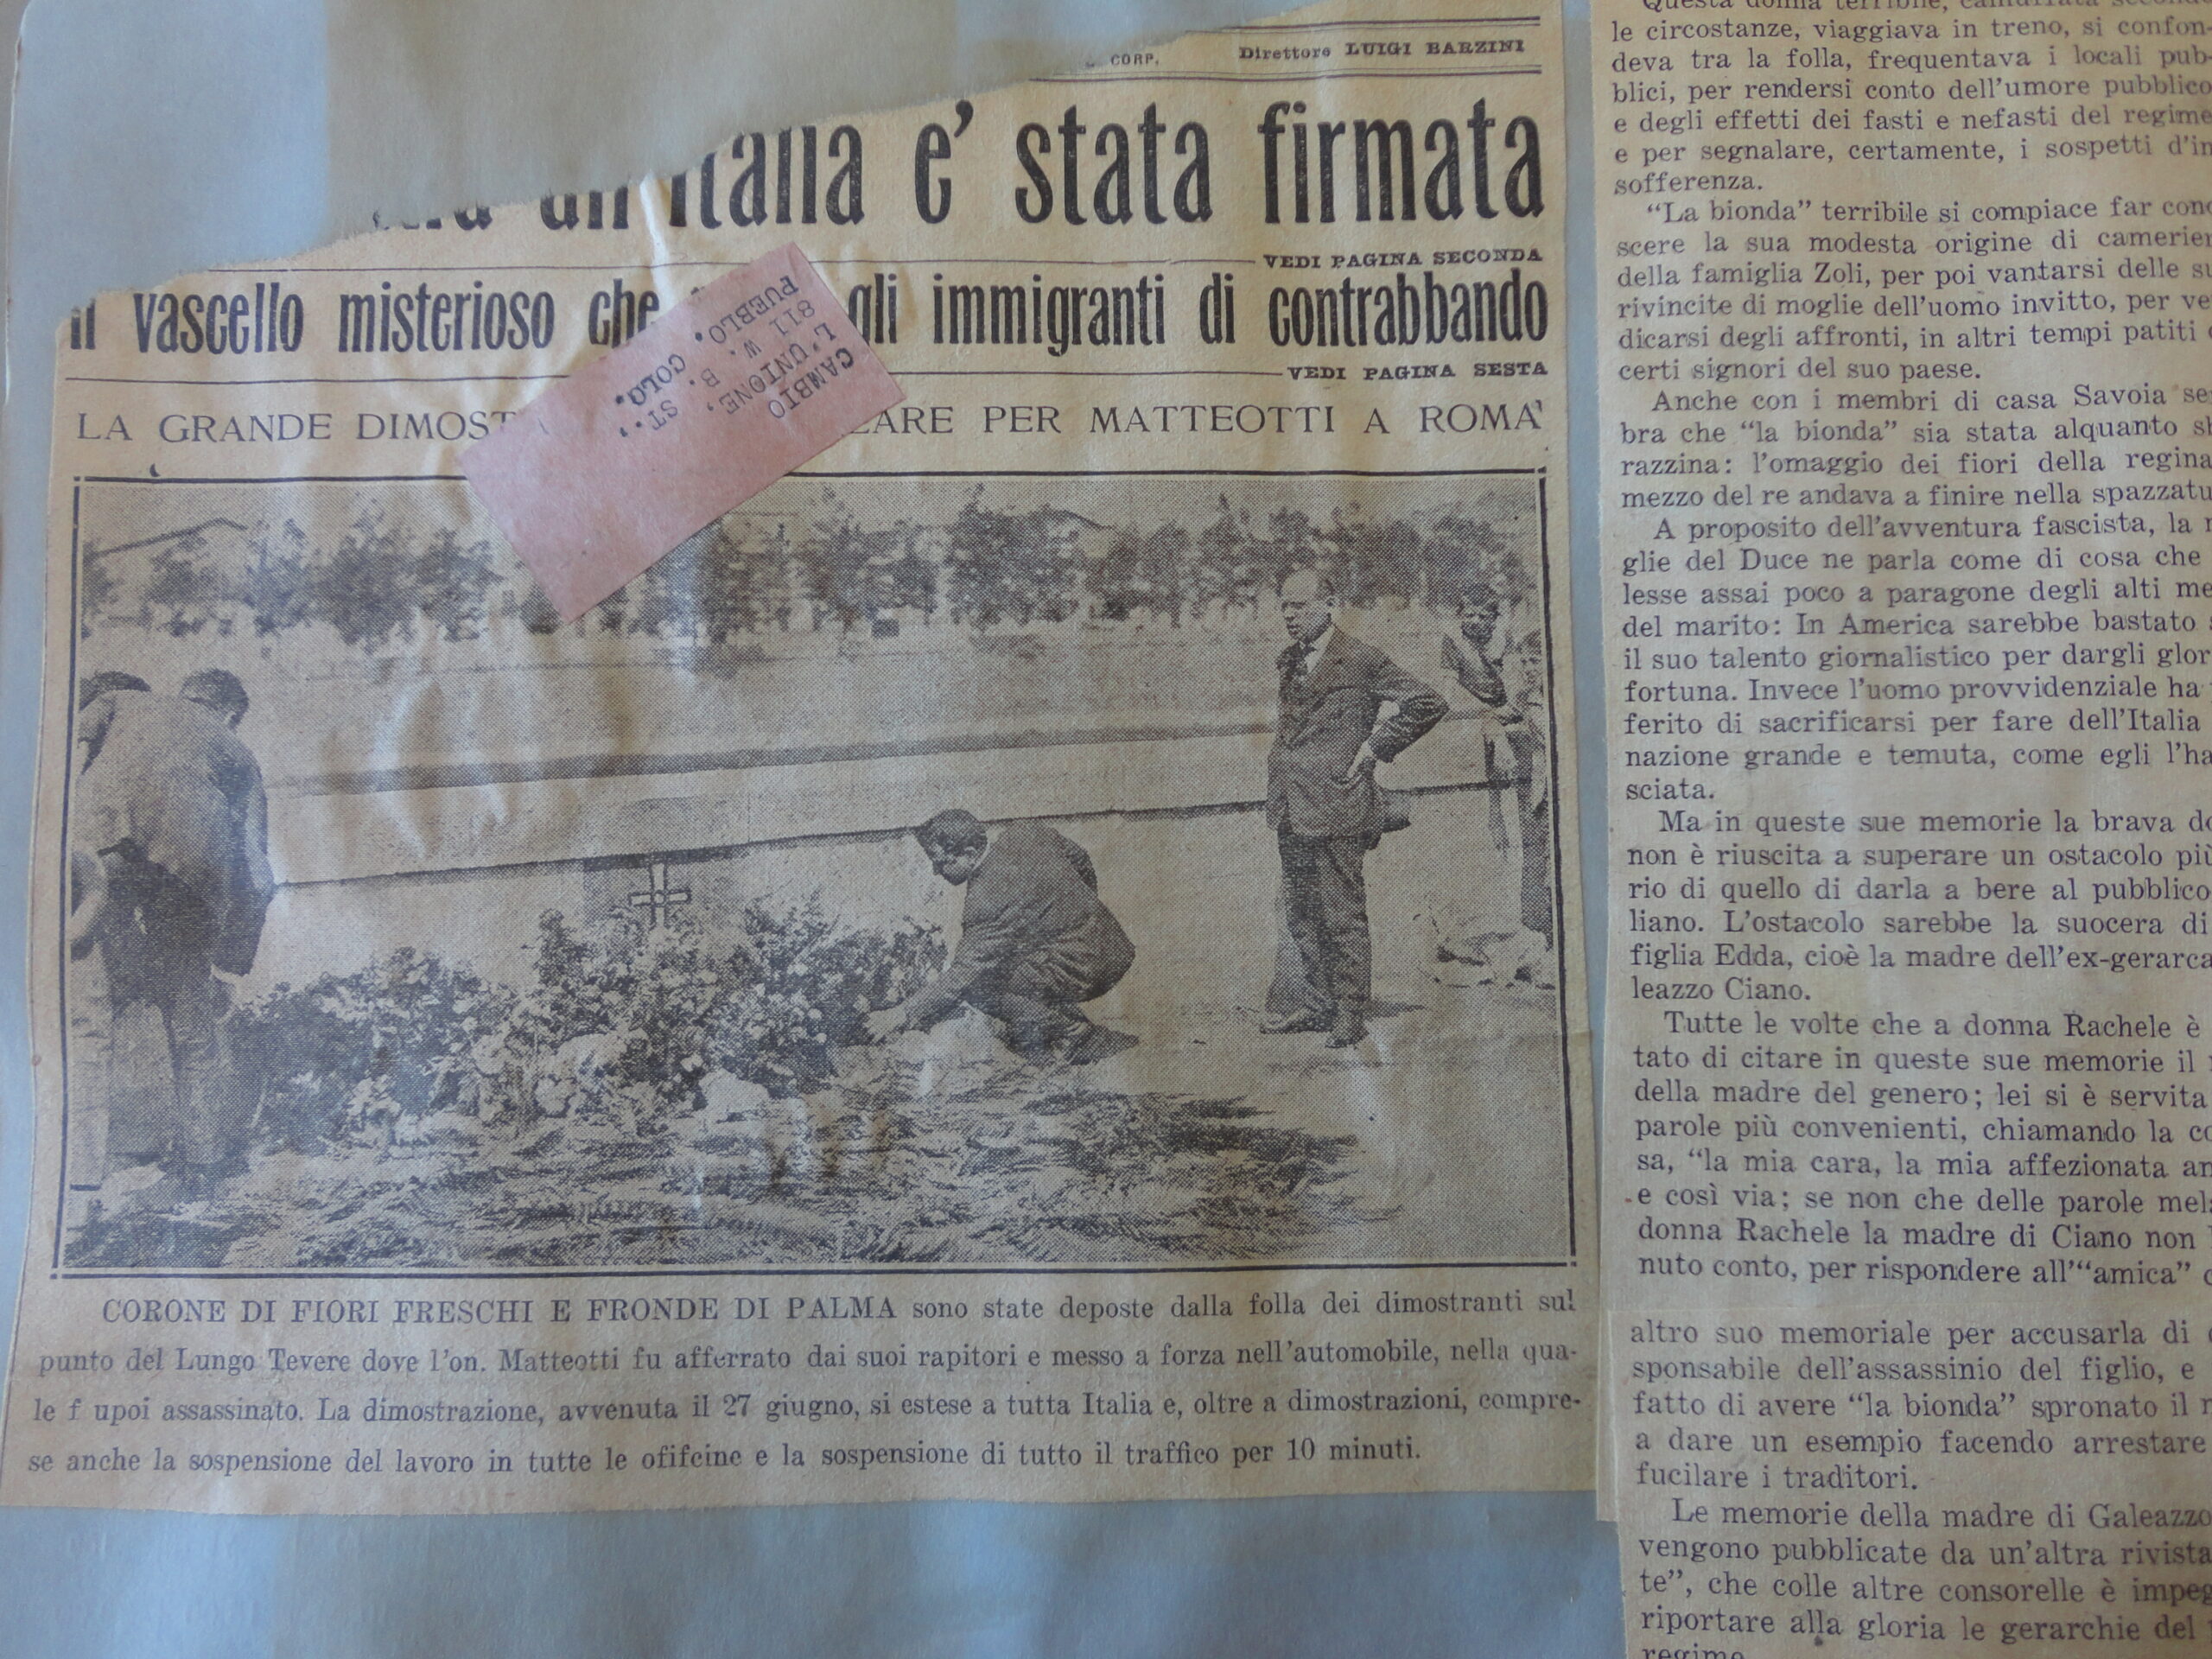 CORP.
Direttore LUIGI BARZINI
e' stata firmata
VEDI PAGINA SECONDA
Il vascello misterioso che gli immigranti di contrabbando
VEDI PAGINA SESTA
CAMBIO
L'UNIONE,
811 W. B. ST.,
PUEBLO. COLO.
LA GRANDE DIMOST LARE PER MATTEOTTI A ROMA
CORONE DI FIORI FRESCHI E FRONDE DI PALMA sono state deposte dalla folla dei dimostranti sul
punto del Lungo Tevere dove l'on. Matteotti fu afferrato dai suoi rapitori e messo a forza nell'automobile, nella qua-
le f upoi assassinato. La dimostrazione, avvenuta il 27 giugno, si estese a tutta Italia e, oltre a dimostrazioni, compre-
se anche la sospensione del lavoro in tutte le ofifcine e la sospensione di tutto il traffico per 10 minuti.
Questa donna terribile, camuffata
le circostanze, viaggiava in treno, si confon-
deva tra la folla, frequentava i locali pub-
blici, per rendersi conto dell'umore pubblico
e degli effetti dei fasti e nefasti del regime
e per segnalare, certamente, i sospetti d'in
sofferenza.
"La bionda" terribile si compiace far cono
scere la sua modesta origine di camerier
della famiglia Zoli, per poi vantarsi delle su
rivincite di moglie dell'uomo invitto, per ve
dicarsi degli affronti, in altri tempi patiti
certi signori del suo paese.
Anche con i membri di casa Savoia se
bra che "la bionda" sia stata alquanto sb
razzina: l'omaggio dei fiori della regina
mezzo del re andava a finire nella spazzatu
A proposito dell'avventura fascista, la
glie del Duce ne parla come di cosa che
lesse assai poco a paragone degli alti me
del marito: In America sarebbe bastato
il suo talento giornalistico per dargli glor
fortuna. Invece l'uomo provvidenziale ha
ferito di sacrificarsi per fare dell'Italia
nazione grande e temuta, come egli l'ha
sciata.
Ma in queste sue memorie la brava do
non è riuscita a superare un ostacolo più
rio di quello di darla a bere al pubblico
liano. L'ostacolo sarebbe la suocera di
figlia Edda, cioè la madre dell'ex-gerarca
leazzo Ciano.
Tutte le volte che a donna Rachele è
tato di citare in queste sue memorie il
della madre del genero; lei si è servita
parole più convenienti, chiamando la co
sa, "la mia cara, la mia affezionata am
e così via; se non che delle parole mel
donna Rachele la madre di Ciano non
nuto conto, per rispondere all'"amica"
altro suo memoriale per accusarla di
sponsabile dell'assassinio del figlio, e
fatto di avere "la bionda" spronato il
a dare un esempio facendo arrestare
fucilare i traditori.
Le memorie della madre di Galeazzo
vengono pubblicate da un'altra rivista
te", che colle altre consorelle è impeg
riportare alla gloria le gerarchie del
regime